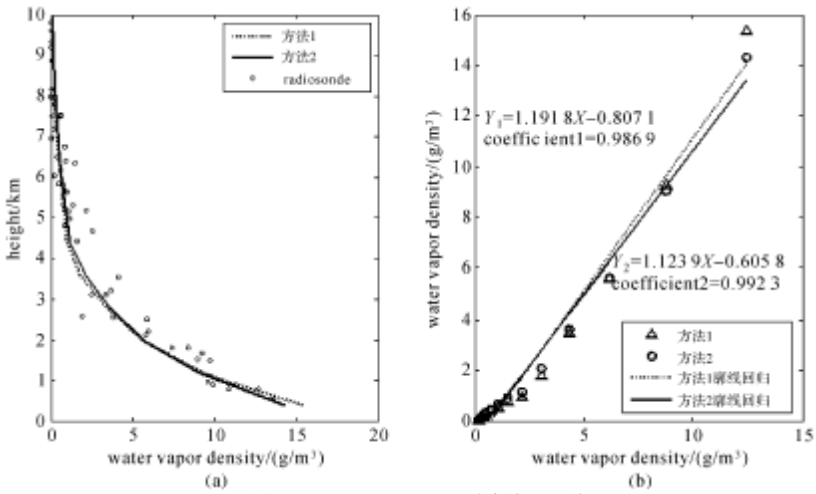 10
9
8
7
6
5
4
3
2
1
0
height/km
方法1
方法2
radiosonde
0
5
10
15
20
water vapor density/(g/m³)
(a)
16
14
12
10
8
6
4
2
0
water vapor density/(g/m³)
Y₁=1.191 8X−0.807 1
coeffic ient1=0.986 9
Y₂=1.123 9X−0.605 8
coefficient2=0.992 3
方法1
方法2
方法1廓线回归
方法2廓线回归
0
5
10
15
water vapor density/(g/m³)
(b)